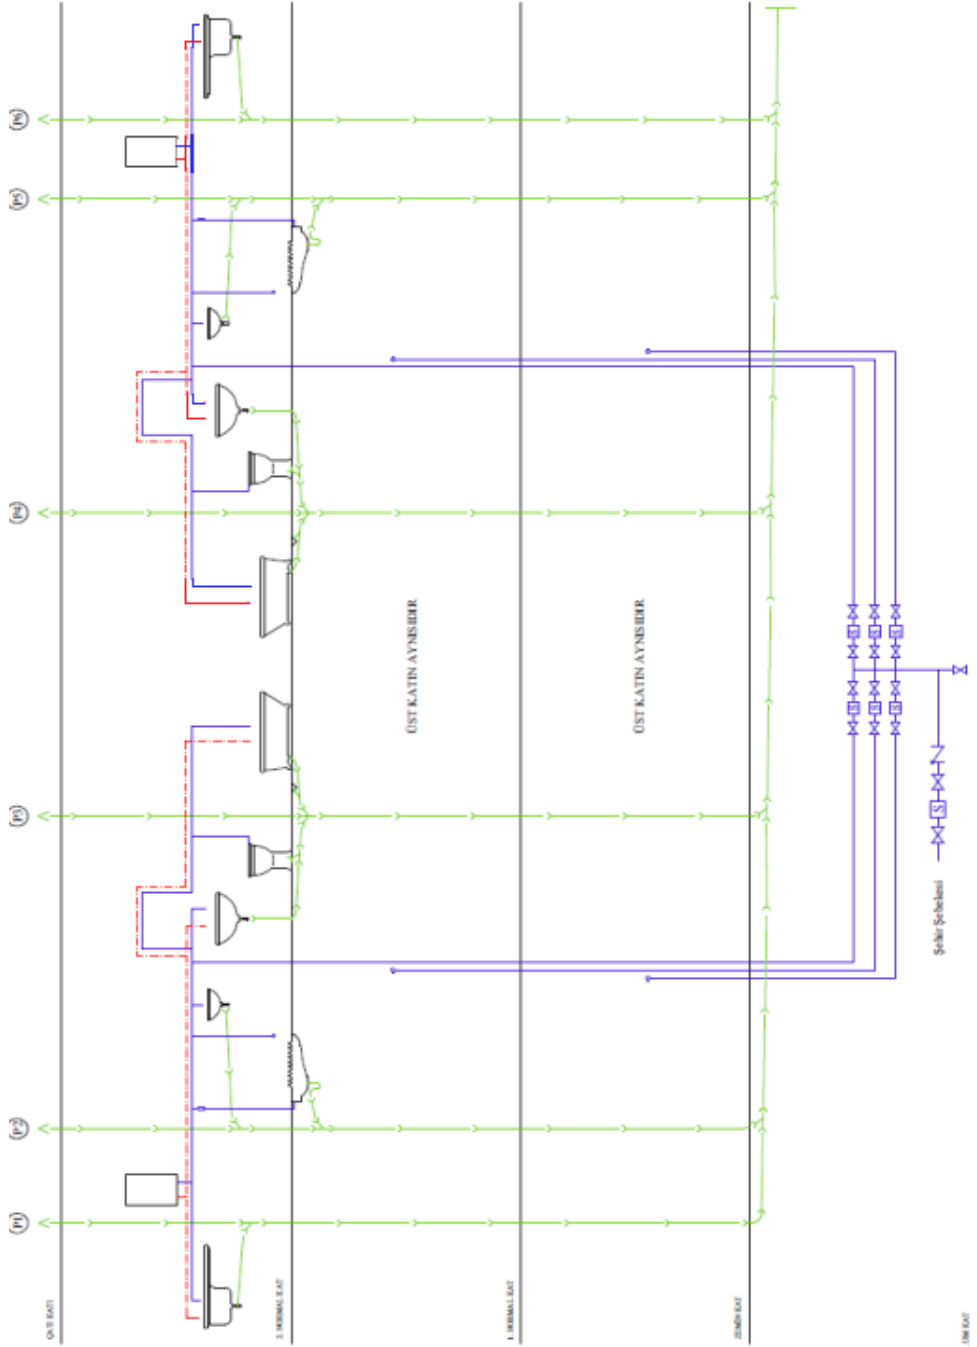 P1
P2
P3
P4
P5
P6
ÇATI KATI
2. NORMAL KAT
ÜST KATIN AYNISIDIR
1. NORMAL KAT
ÜST KATIN AYNISIDIR
ZEMİN KAT
S
S
S
S
S
S
S
Şehir Şebekesi